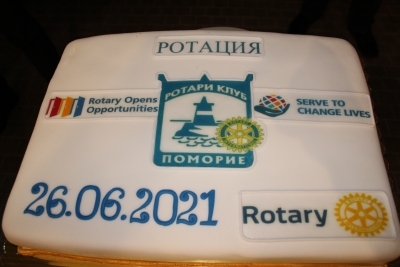 РОТАЦИЯ
РОТАРИ КЛУБ
ПОМОРИЕ
Rotary Opens
Opportunities
SERVE TO
CHANGE LIVES
26.06.2021
Rotary